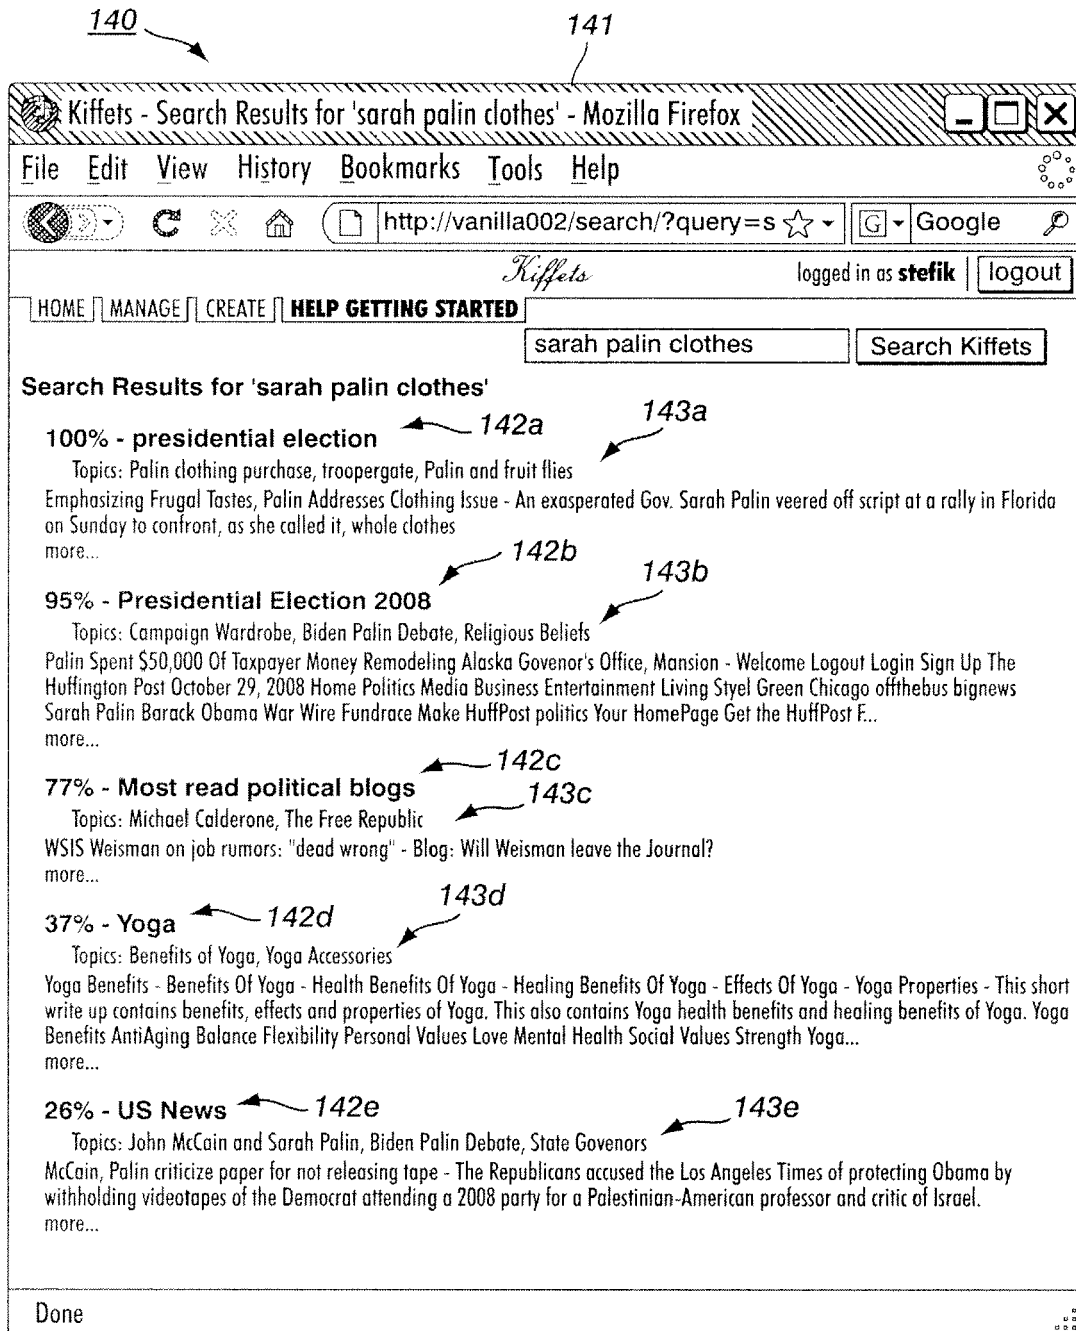 140
141
Kiffets - Search Results for 'sarah palin clothes' - Mozilla Firefox
File Edit View History Bookmarks Tools Help
http://vanilla002/search/?query=s G Google
Kiffets logged in as stefik logout
HOME MANAGE CREATE HELP GETTING STARTED
sarah palin clothes Search Kiffets
Search Results for 'sarah palin clothes'
100% - presidential election 142a 143a
Topics: Palin clothing purchase, troopergate, Palin and fruit flies
Emphasizing Frugal Tastes, Palin Addresses Clothing Issue - An exasperated Gov. Sarah Palin veered off script at a rally in Florida
on Sunday to confront, as she called it, whole clothes
more...
142b
95% - Presidential Election 2008 143b
Topics: Campaign Wardrobe, Biden Palin Debate, Religious Beliefs
Palin Spent $50,000 Of Taxpayer Money Remodeling Alaska Govenor's Office, Mansion - Welcome Logout Login Sign Up The
Huffington Post October 29, 2008 Home Politics Media Business Entertainment Living Styel Green Chicago offthebus bignews
Sarah Palin Barack Obama War Wire Fundrace Make HuffPost politics Your HomePage Get the HuffPost F...
more...
142c
77% - Most read political blogs 143c
Topics: Michael Calderone, The Free Republic
WSIS Weisman on job rumors: "dead wrong" - Blog: Will Weisman leave the Journal?
more...
37% - Yoga 142d 143d
Topics: Benefits of Yoga, Yoga Accessories
Yoga Benefits - Benefits Of Yoga - Health Benefits Of Yoga - Healing Benefits Of Yoga - Effects Of Yoga - Yoga Properties - This short
write up contains benefits, effects and properties of Yoga. This also contains Yoga health benefits and healing benefits of Yoga. Yoga
Benefits AntiAging Balance Flexibility Personal Values Love Mental Health Social Values Strength Yoga...
more...
26% - US News 142e 143e
Topics: John McCain and Sarah Palin, Biden Palin Debate, State Govenors
McCain, Palin criticize paper for not releasing tape - The Republicans accused the Los Angeles Times of protecting Obama by
withholding videotapes of the Democrat attending a 2008 party for a Palestinian-American professor and critic of Israel.
more...
Done